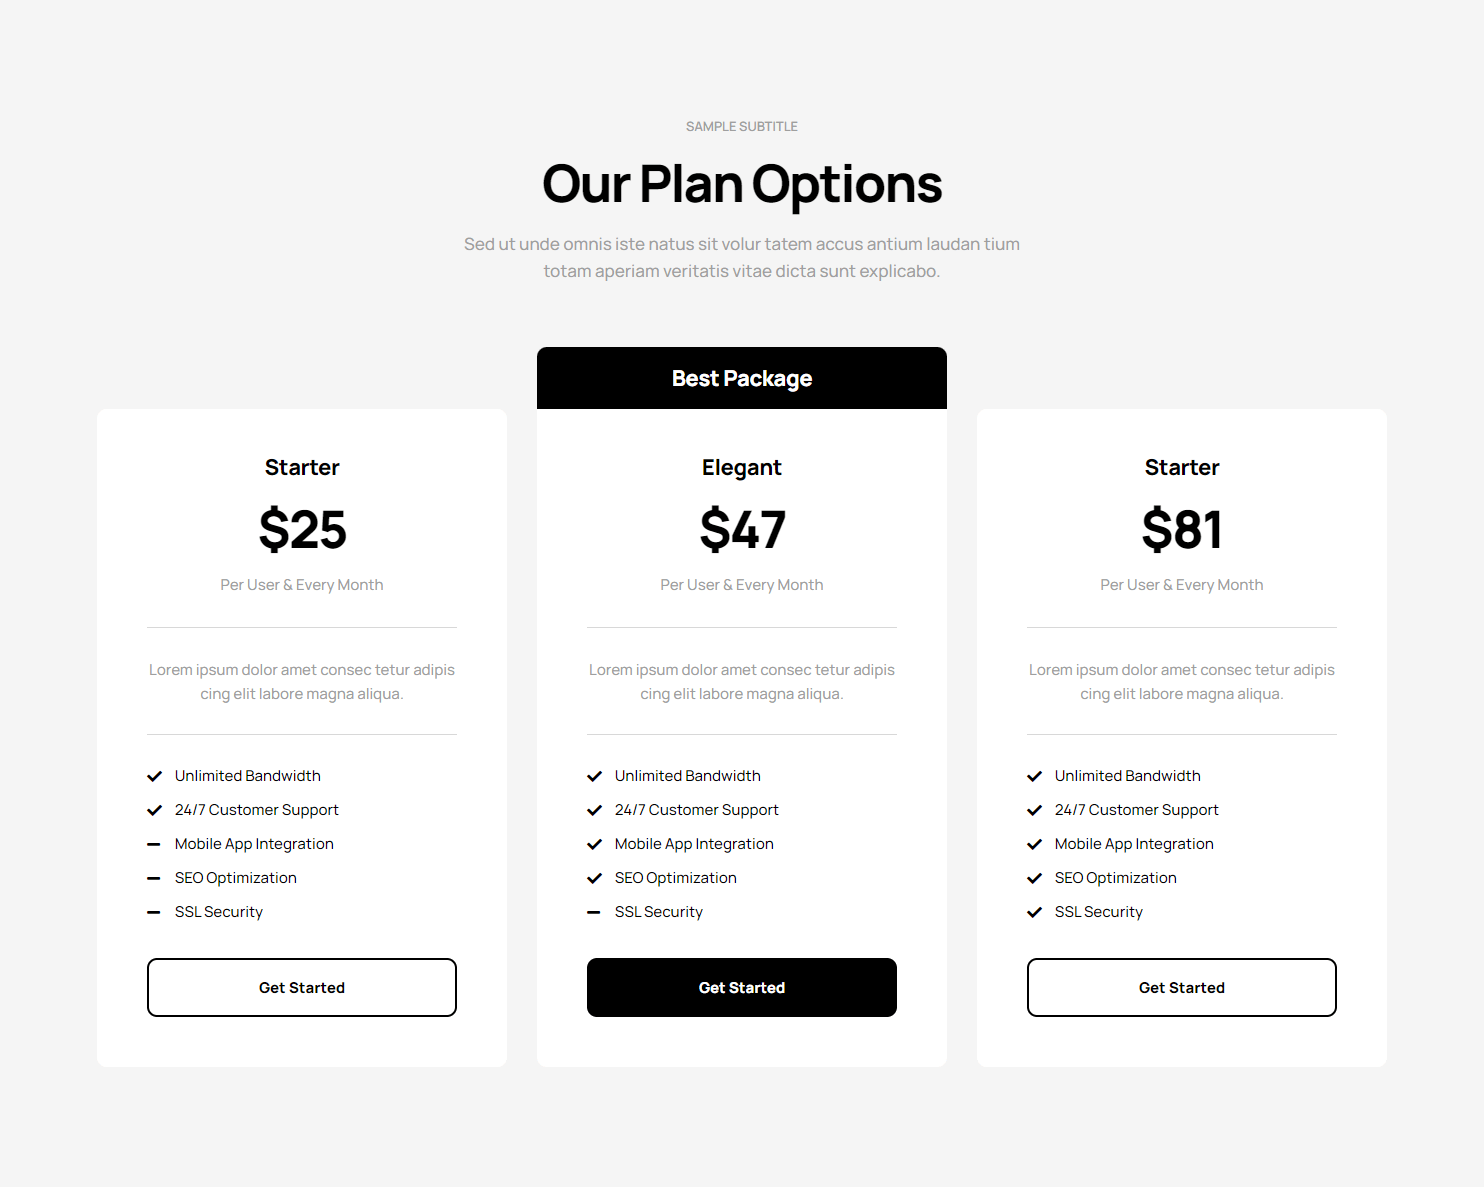 SAMPLE SUBTITLE
Our Plan Options
Sed ut unde omnis iste natus sit volur tatem accus antium laudan tium
totam aperiam veritatis vitae dicta sunt explicabo.
Starter
$25
Per User & Every Month
Lorem ipsum dolor amet consec tetur adipis
cing elit labore magna aliqua.
Unlimited Bandwidth
24/7 Customer Support
Mobile App Integration
SEO Optimization
SSL Security
Get Started
Best Package
Elegant
$47
Per User & Every Month
Lorem ipsum dolor amet consec tetur adipis
cing elit labore magna aliqua.
Unlimited Bandwidth
24/7 Customer Support
Mobile App Integration
SEO Optimization
SSL Security
Get Started
Starter
$81
Per User & Every Month
Lorem ipsum dolor amet consec tetur adipis
cing elit labore magna aliqua.
Unlimited Bandwidth
24/7 Customer Support
Mobile App Integration
SEO Optimization
SSL Security
Get Started